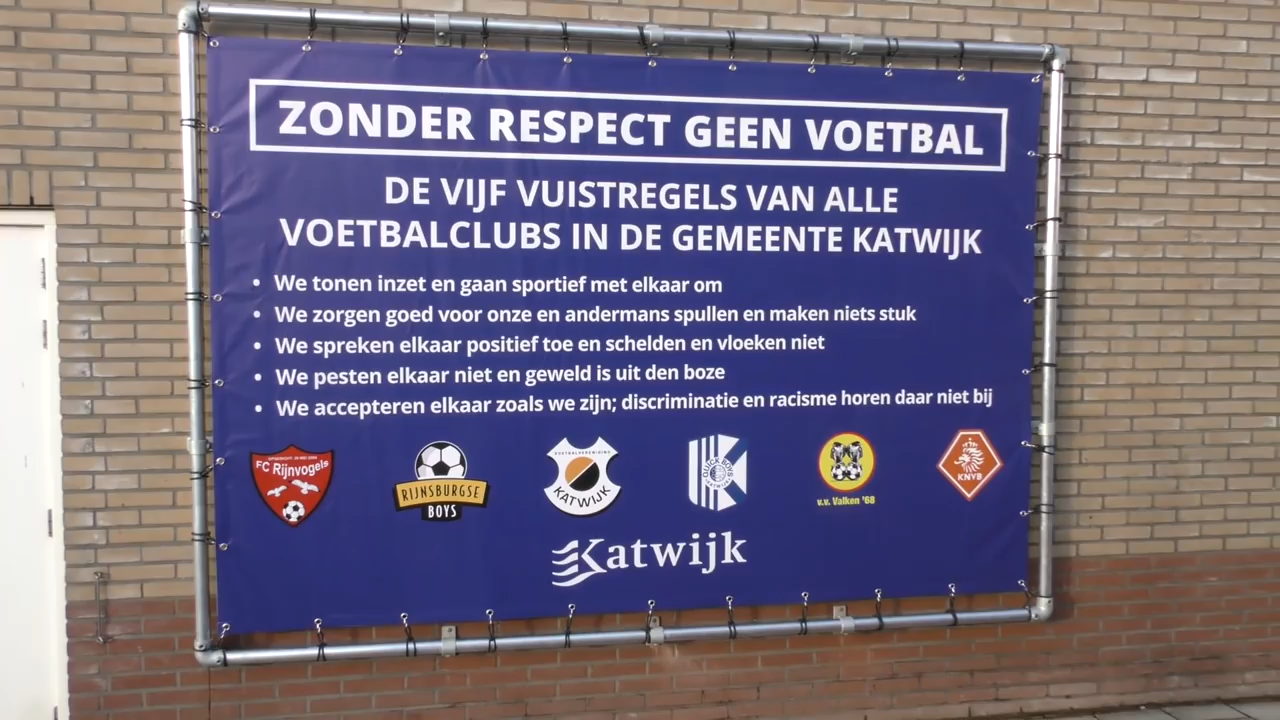 ZONDER RESPECT GEEN VOETBAL
DE VIJF VUISTREGELS VAN ALLE
VOETBALCLUBS IN DE GEMEENTE KATWIJK
• We tonen inzet en gaan sportief met elkaar om
• We zorgen goed voor onze en andermans spullen en maken niets stuk
• We spreken elkaar positief toe en schelden en vloeken niet
• We pesten elkaar niet en geweld is uit den boze
• We accepteren elkaar zoals we zijn; discriminatie en racisme horen daar niet bij
FC Rijnvogels
RIJNSBURGSE
BOYS
VOETBALVERENIGING
KATWIJK
QUICK BOYS
v.v. Valken '68
KNVB
Katwijk